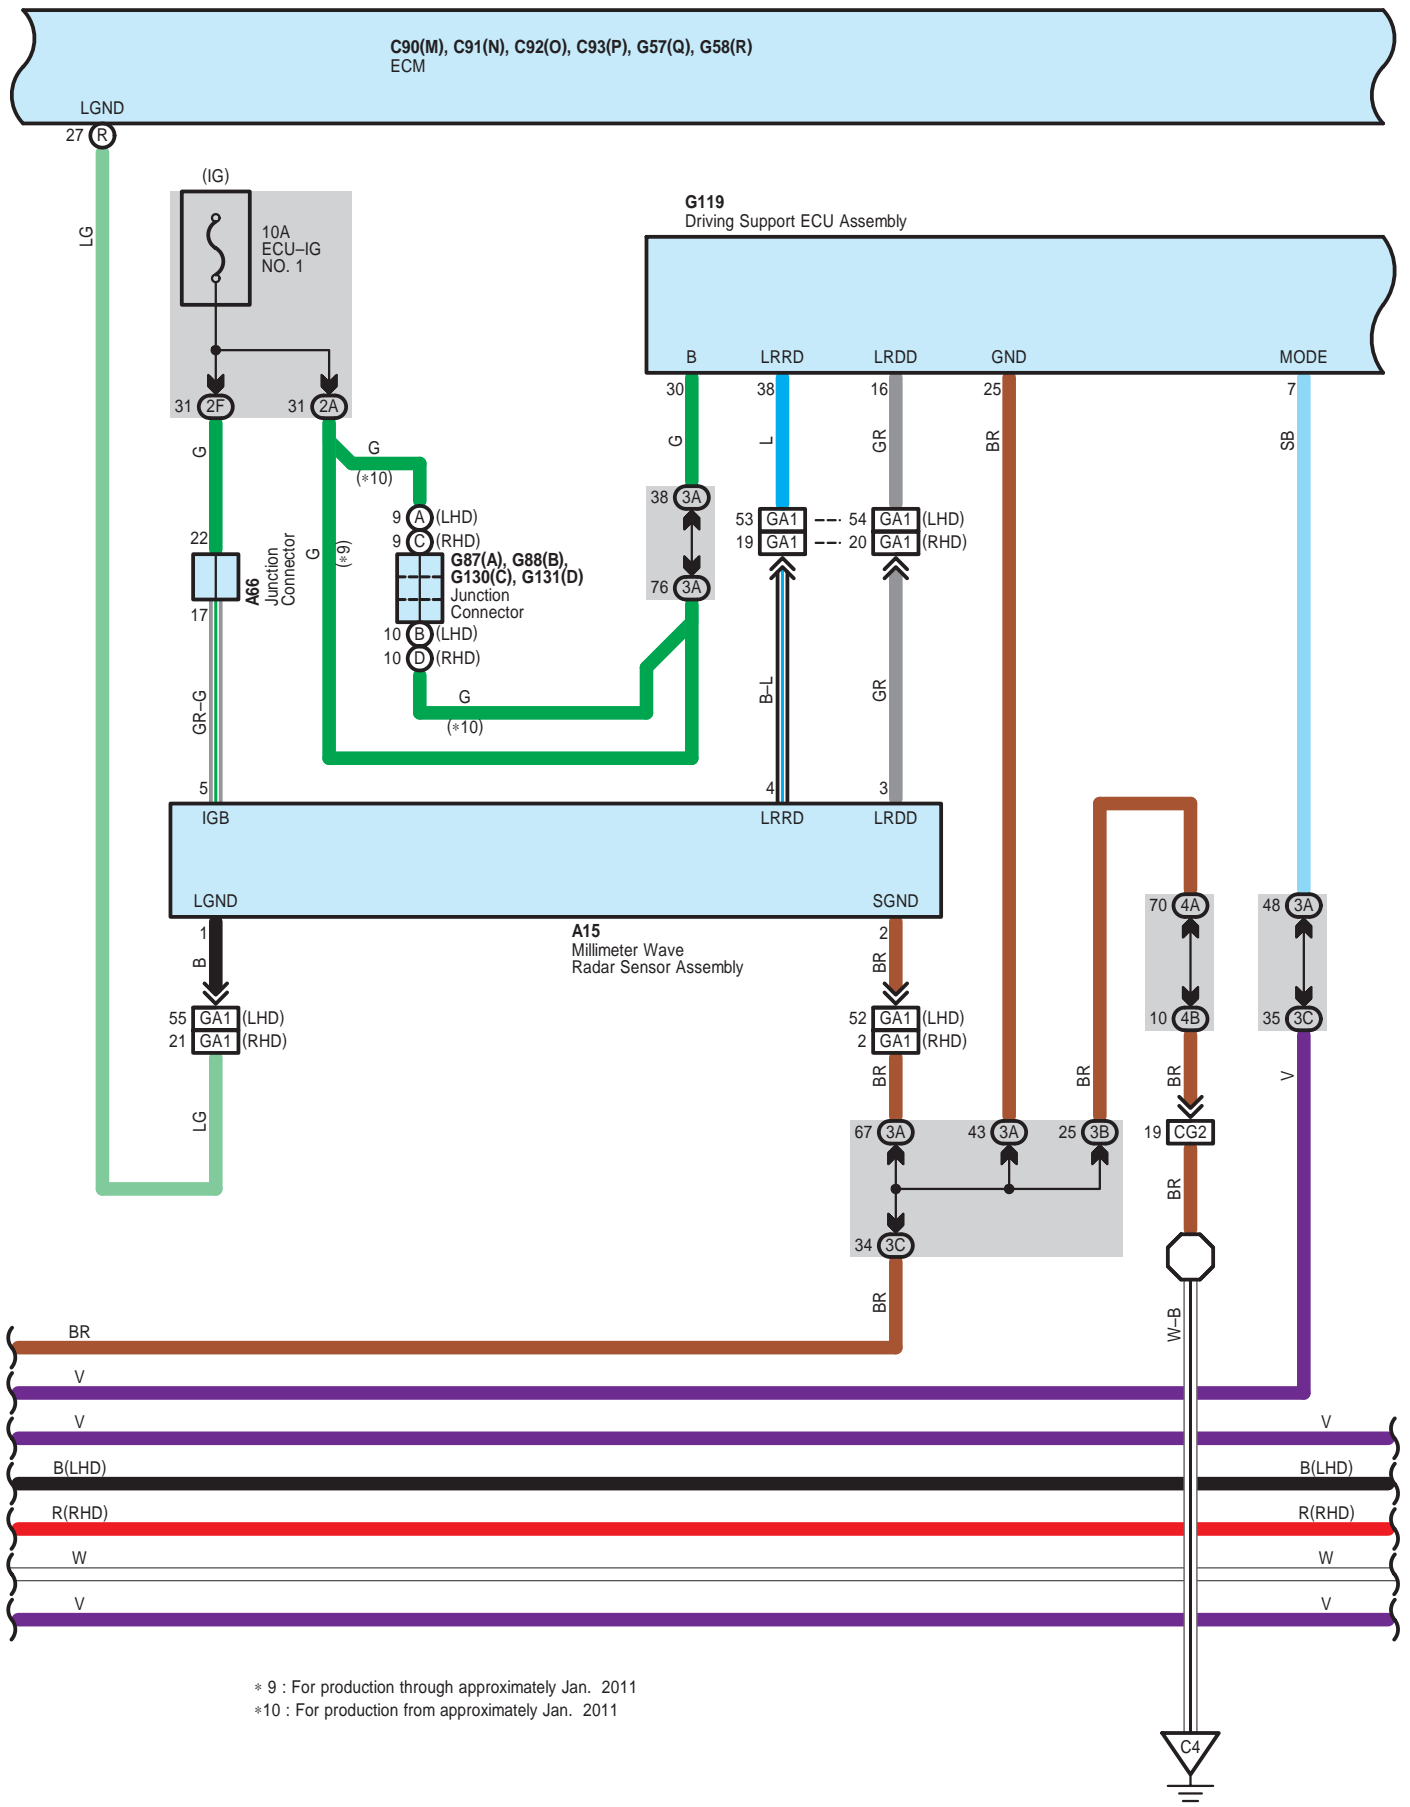 C90(M), C91(N), C92(O), C93(P), G57(Q), G58(R)
ECM
LGND
27 R
(IG)
10A
ECU–IG
NO. 1
LG
G119
Driving Support ECU Assembly
B LRRD LRDD GND MODE
30 38 16 25 7
31 2F 31 2A
G
G
(∗10)
G L GR BR SB
38 3A
9 A (LHD)
9 C (RHD)
53 GA1 54 GA1 (LHD)
19 GA1 20 GA1 (RHD)
22
A66
Junction
Connector
17
G
(∗9)
G87(A), G88(B),
G130(C), G131(D)
Junction
Connector
76 3A
10 B (LHD)
10 D (RHD)
GR–G
G
(∗10)
B–L
GR
5 4 3
IGB LRRD LRDD
LGND SGND
A15
Millimeter Wave
Radar Sensor Assembly
1 2
B BR
70 4A 48 3A
55 GA1 (LHD)
21 GA1 (RHD)
52 GA1 (LHD)
2 GA1 (RHD)
10 4B 35 3C
LG
BR BR BR V
67 3A 43 3A 25 3B 19 CG2
BR
34 3C
BR
W–B
BR
V
V V
B(LHD) B(LHD)
R(RHD) R(RHD)
W W
V V
∗ 9 : For production through approximately Jan. 2011
∗10 : For production from approximately Jan. 2011
C4